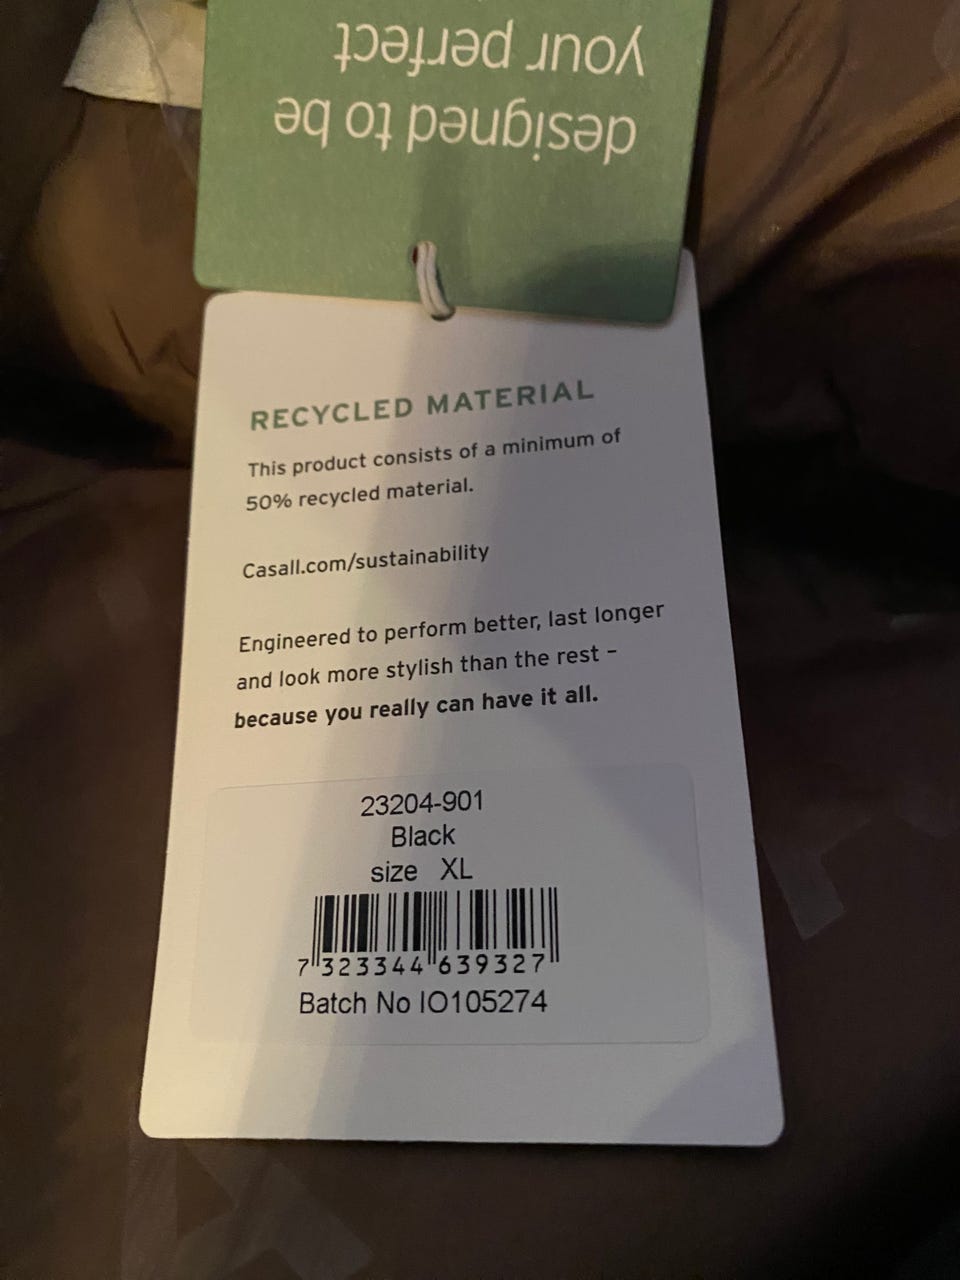 designed to be
your perfect
RECYCLED MATERIAL
This product consists of a minimum of
50% recycled material.
Casall.com/sustainability
Engineered to perform better, last longer
and look more stylish than the rest –
because you really can have it all.
23204-901
Black
size XL
7 323344 639327
Batch No IO105274